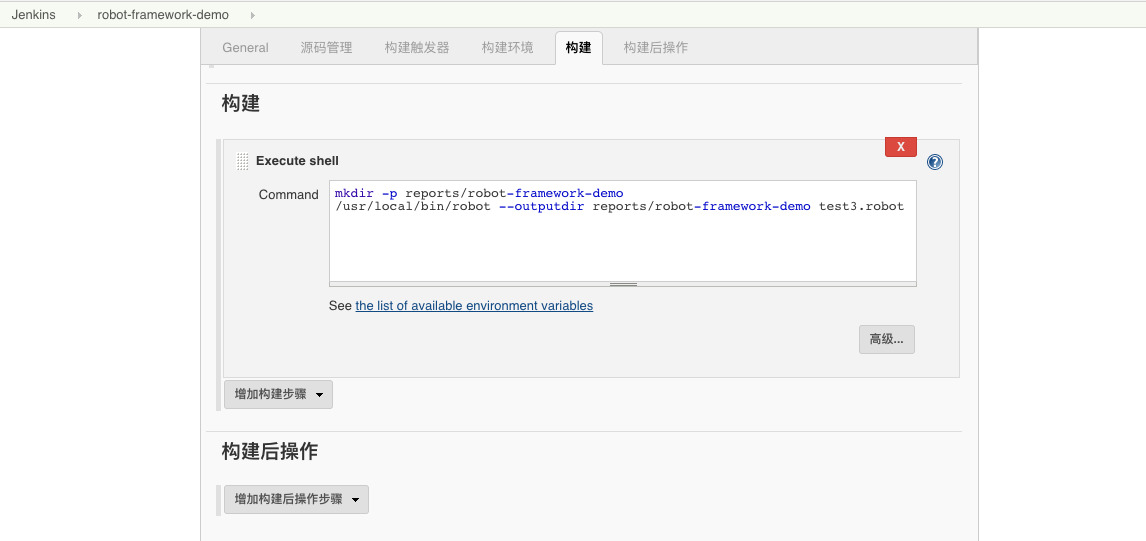 Jenkins robot-framework-demo
General 源码管理 构建触发器 构建环境 构建 构建后操作
构建
X
Execute shell
?
Command
mkdir -p reports/robot-framework-demo
/usr/local/bin/robot --outputdir reports/robot-framework-demo test3.robot
See the list of available environment variables
高级...
增加构建步骤
构建后操作
增加构建后操作步骤